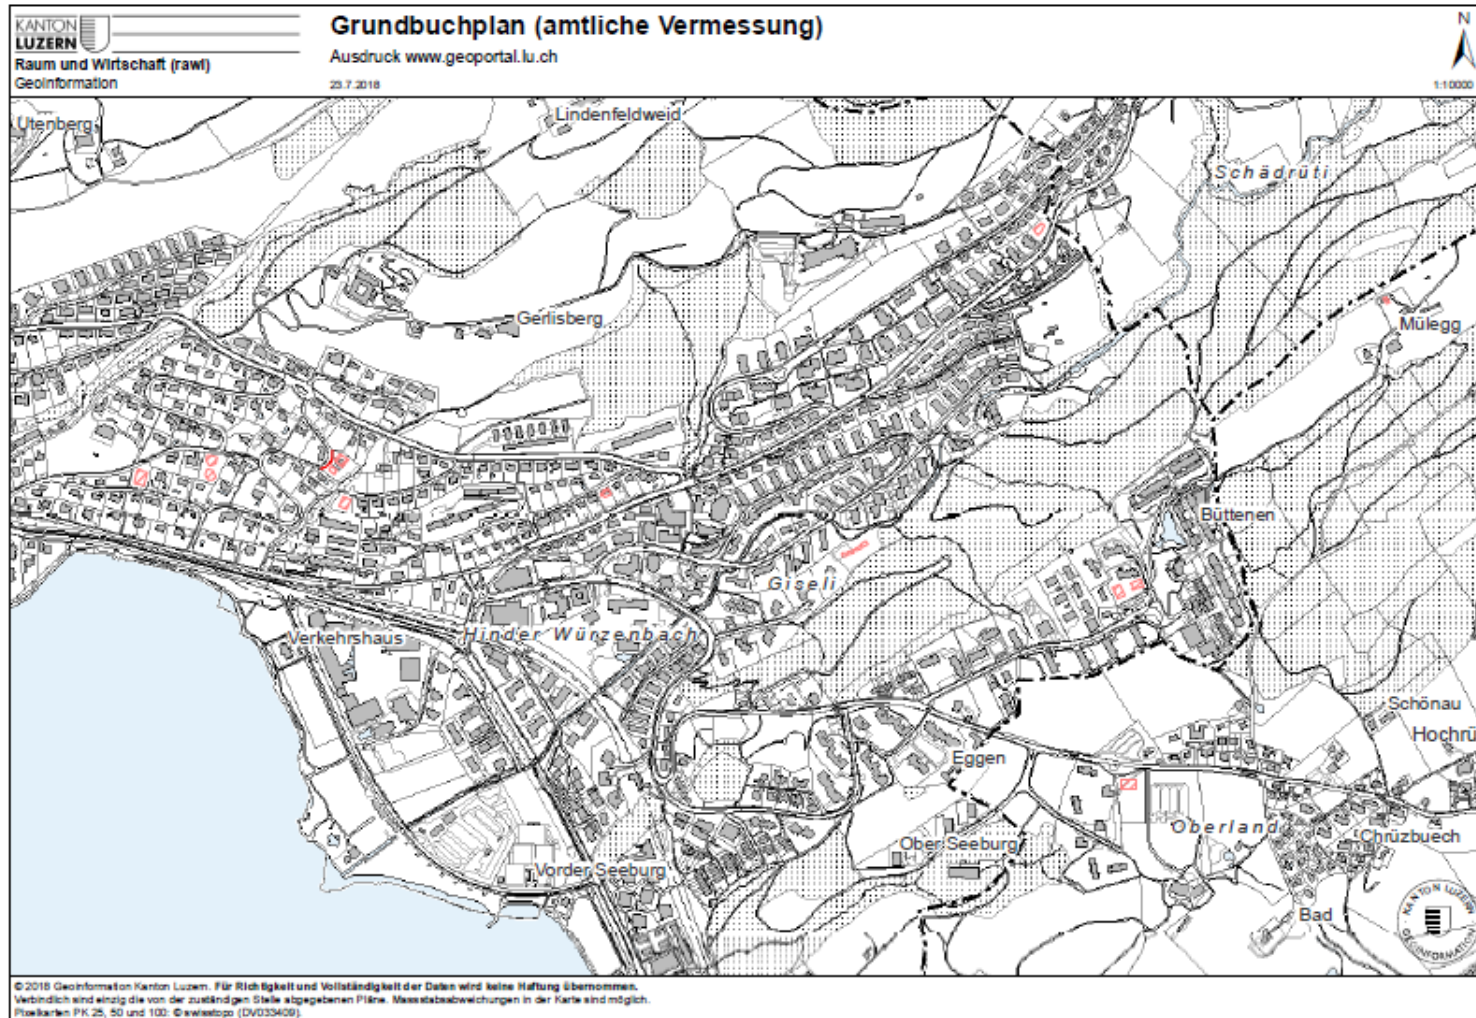 KANTON
LUZERN
Raum und Wirtschaft (rawi)
Geoinformation
Grundbuchplan (amtliche Vermessung)
Ausdruck www.geoportal.lu.ch
23.7.2018
N
1:10000
Utenberg
Lindenfeldweid
Schädrüti
Gerlisberg
Mülegg
Büttenen
Giseli
Verkehrshaus
Hinder Würzenbach
Schönau
Hochrü
Eggen
Oberland
Ober Seeburg
Chrüzbuech
Vorder Seeburg
Bad
KANTON LUZERN
GEOINFORMATION
© 2018 Geoinformation Kanton Luzern. Für Richtigkeit und Vollständigkeit der Daten wird keine Haftung übernommen.
Verbindlich sind einzig die von der zuständigen Stelle abgegebenen Pläne. Massstabsabweichungen in der Karte sind möglich.
Pixelkarten PK 25, 50 und 100: © swisstopo (DV033409).